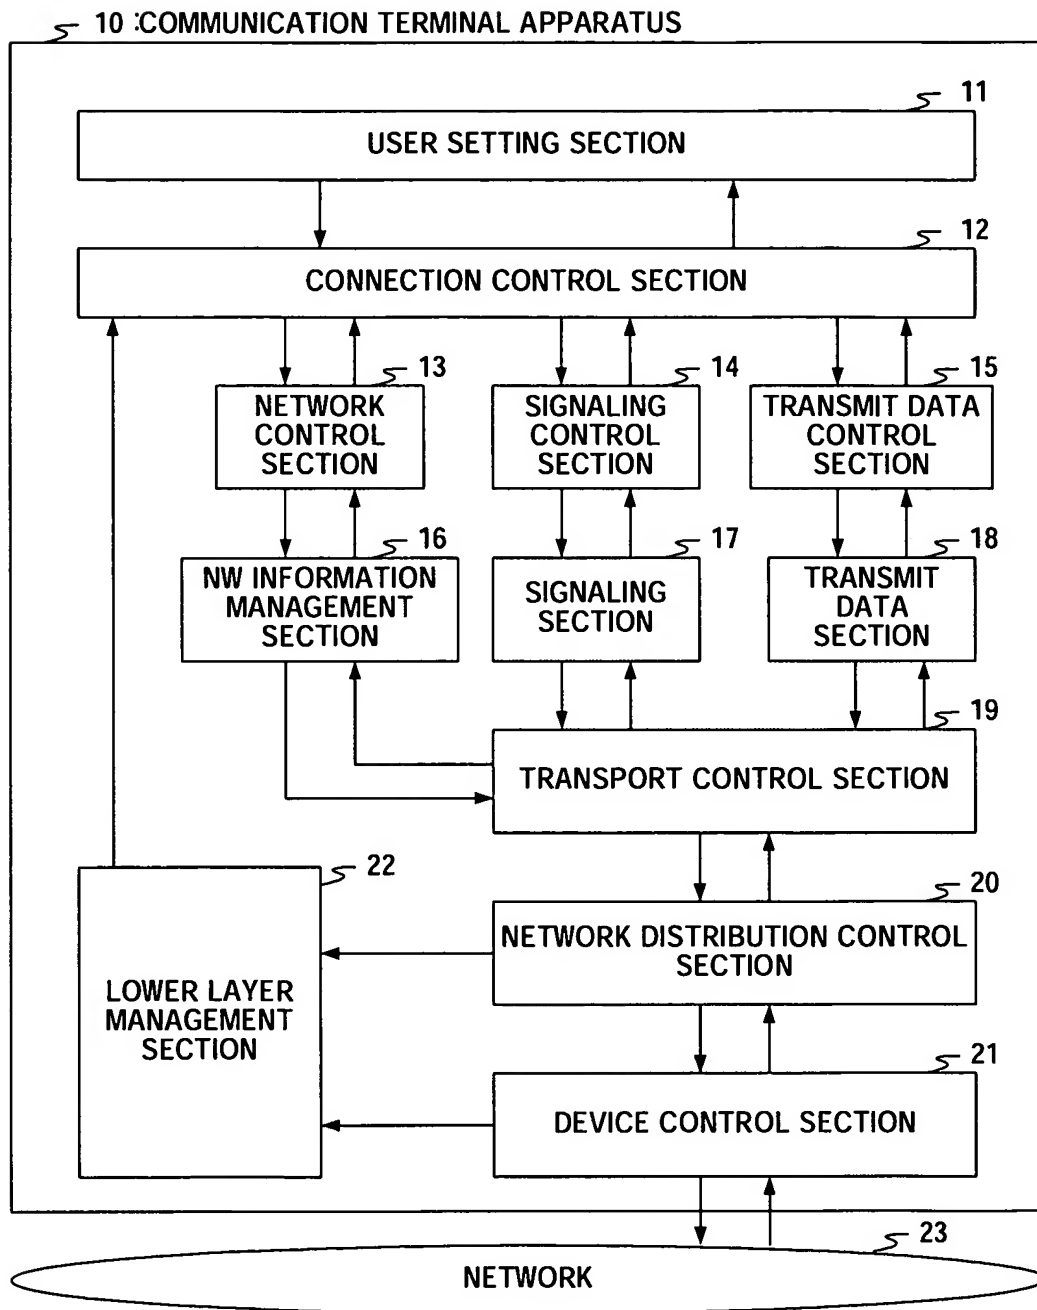 10 :COMMUNICATION TERMINAL APPARATUS
11
USER SETTING SECTION
12
CONNECTION CONTROL SECTION
13
NETWORK
CONTROL
SECTION
14
SIGNALING
CONTROL
SECTION
15
TRANSMIT DATA
CONTROL
SECTION
16
NW INFORMATION
MANAGEMENT
SECTION
17
SIGNALING
SECTION
18
TRANSMIT
DATA
SECTION
19
TRANSPORT CONTROL SECTION
22
LOWER LAYER
MANAGEMENT
SECTION
20
NETWORK DISTRIBUTION CONTROL
SECTION
21
DEVICE CONTROL SECTION
23
NETWORK